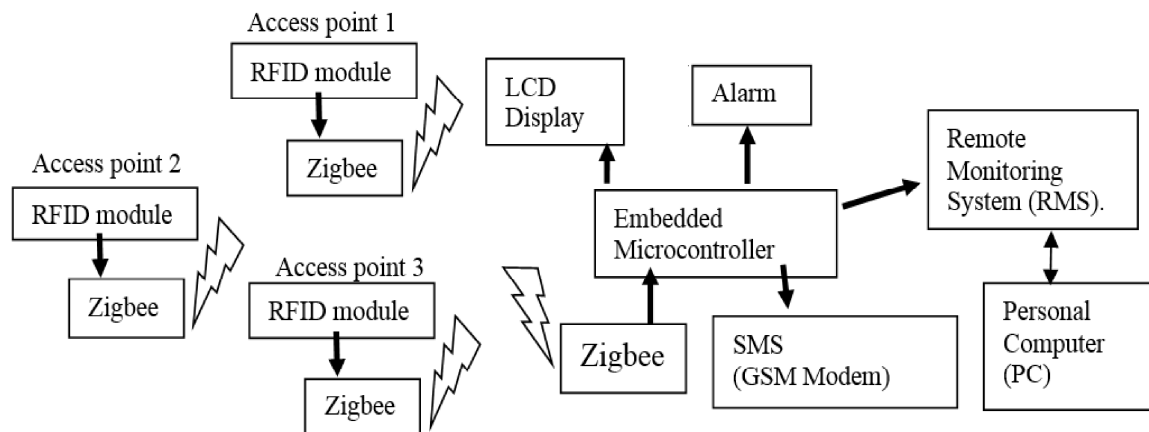 Access point 1
RFID module
Zigbee
Access point 2
RFID module
Zigbee
Access point 3
RFID module
Zigbee
LCD
Display
Alarm
Embedded
Microcontroller
Zigbee
SMS
(GSM Modem)
Remote
Monitoring
System (RMS).
Personal
Computer
(PC)